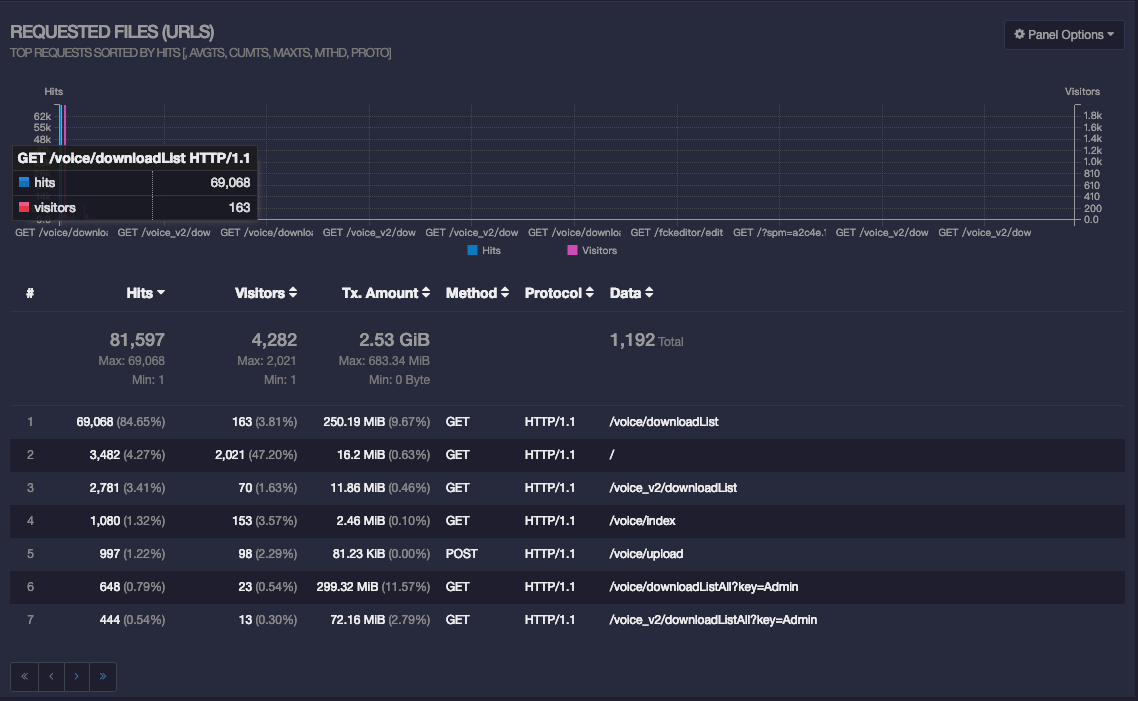 REQUESTED FILES (URLS)
Panel Options
TOP REQUESTS SORTED BY HITS [, AVGTS, CUMTS, MAXTS, MTHD, PROTO]
Hits Visitors
62k 1.8k
55k 1.6k
48k 1.4k
1.2k
1.0k
810
610
410
200
0.0 0.0
GET /voice/downloadList HTTP/1.1
hits 69,068
visitors 163
GET /voice/downlo GET /voice_v2/dow GET /voice/downlo GET /voice_v2/dow GET /voice_v2/dow GET /voice/downlo GET /fckeditor/edit GET /?spm=a2c4e.1 GET /voice_v2/dow GET /voice_v2/dow
Hits Visitors
# Hits Visitors Tx. Amount Method Protocol Data
81,597 4,282 2.53 GiB 1,192 Total
Max: 69,068 Max: 2,021 Max: 683.34 MiB
Min: 1 Min: 1 Min: 0 Byte
1 69,068 (84.65%) 163 (3.81%) 250.19 MiB (9.67%) GET HTTP/1.1 /voice/downloadList
2 3,482 (4.27%) 2,021 (47.20%) 16.2 MiB (0.63%) GET HTTP/1.1 /
3 2,781 (3.41%) 70 (1.63%) 11.86 MiB (0.46%) GET HTTP/1.1 /voice_v2/downloadList
4 1,080 (1.32%) 153 (3.57%) 2.46 MiB (0.10%) GET HTTP/1.1 /voice/index
5 997 (1.22%) 98 (2.29%) 81.23 KiB (0.00%) POST HTTP/1.1 /voice/upload
6 648 (0.79%) 23 (0.54%) 299.32 MiB (11.57%) GET HTTP/1.1 /voice/downloadListAll?key=Admin
7 444 (0.54%) 13 (0.30%) 72.16 MiB (2.79%) GET HTTP/1.1 /voice_v2/downloadListAll?key=Admin
« ‹ › »